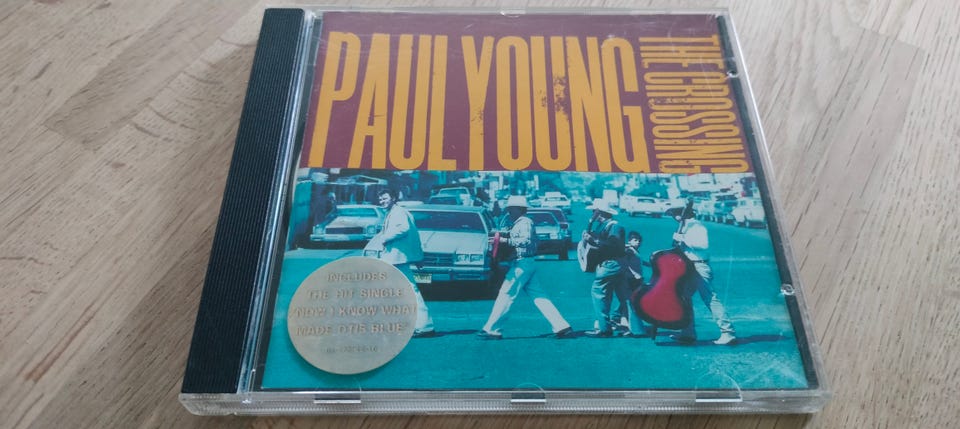 PAUL YOUNG
THE CROSSING
INCLUDES
THE HIT SINGLE
"NOW I KNOW WHAT
MADE OTIS BLUE"